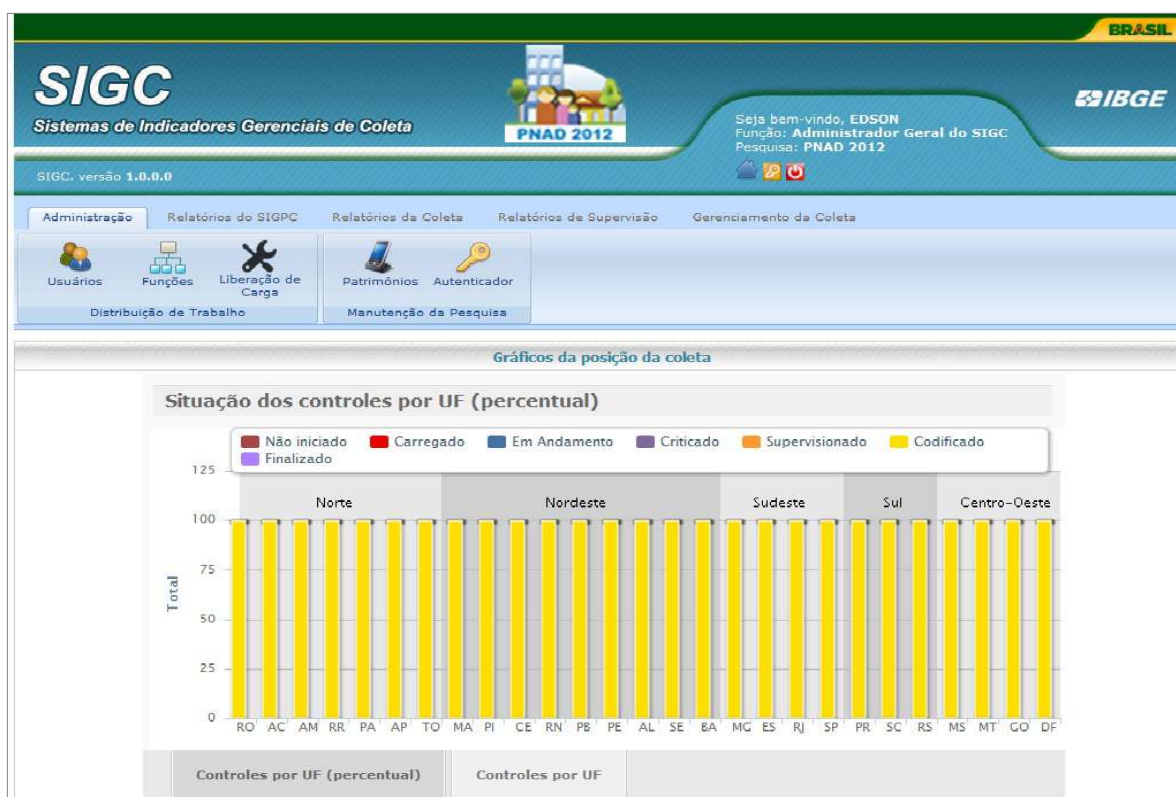 BRASIL
SIGC
Sistemas de Indicadores Gerenciais de Coleta
PNAD 2012
IBGE
Seja bem-vindo, EDSON
Função: Administrador Geral do SIGC
Pesquisa: PNAD 2012
SIGC. versão 1.0.0.0
Administração Relatórios do SIGPC Relatórios da Coleta Relatórios de Supervisão Gerenciamento da Coleta
Usuários Funções Liberação de Carga Patrimônios Autenticador
Distribuição de Trabalho Manutenção da Pesquisa
Gráficos da posição da coleta
Situação dos controles por UF (percentual)
Não iniciado Carregado Em Andamento Criticado Supervisionado Codificado
Finalizado
125
Norte Nordeste Sudeste Sul Centro-Oeste
100
75
Total
50
25
0
RO AC AM RR PA AP TO MA PI CE RN PB PE AL SE BA MG ES RJ SP PR SC RS MS MT GO DF
Controles por UF (percentual) Controles por UF